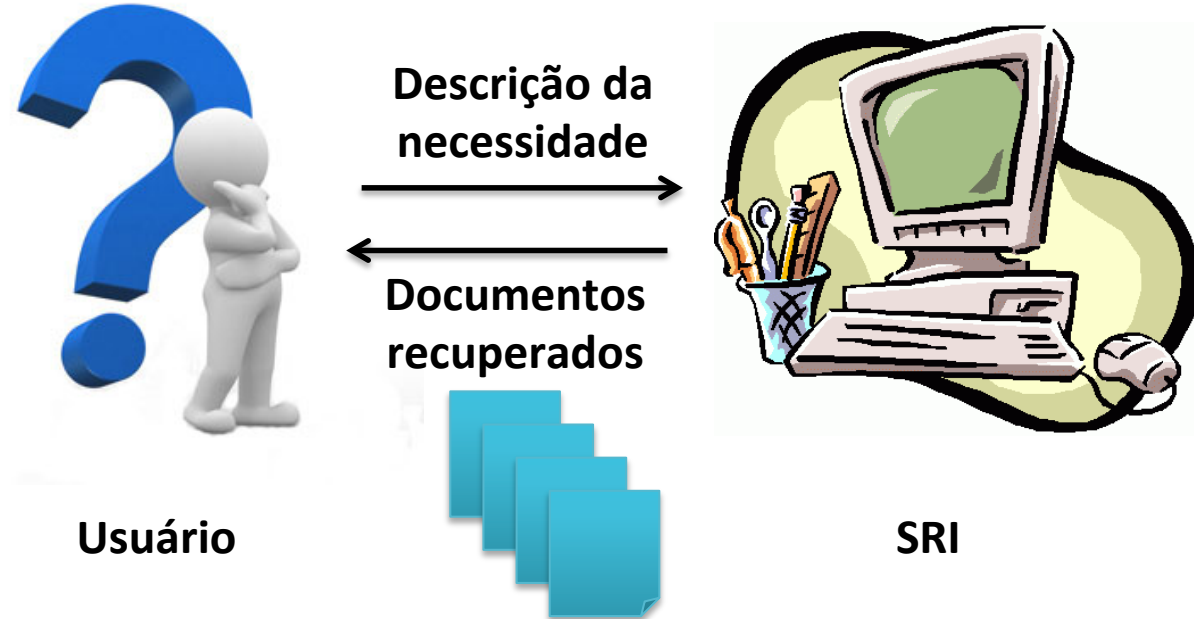 Descrição da
necessidade
Documentos
recuperados
Usuário
SRI